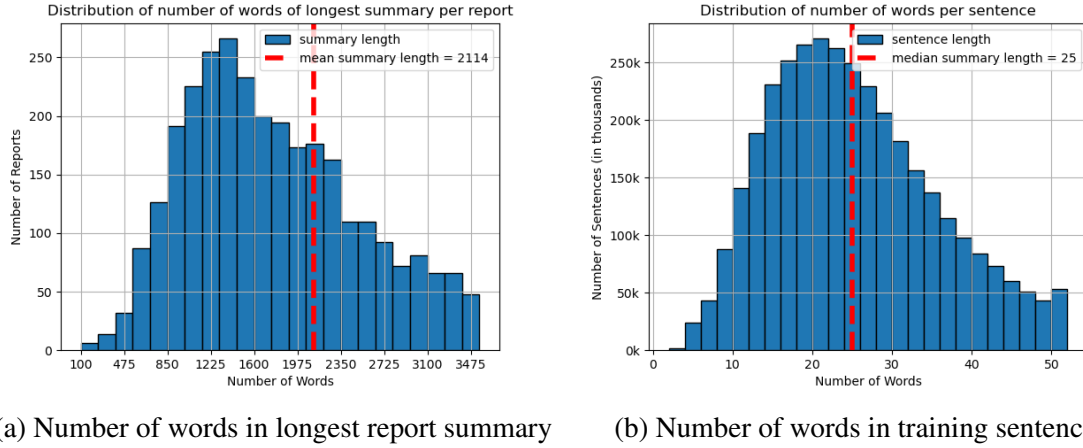 Distribution of number of words of longest summary per report
summary length
mean summary length = 2114
Number of Reports
250
200
150
100
50
0
100 475 850 1225 1600 1975 2350 2725 3100 3475
Number of Words
Distribution of number of words per sentence
sentence length
median summary length = 25
Number of Sentences (in thousands)
250k
200k
150k
100k
50k
0k
0 10 20 30 40 50
Number of Words
a) Number of words in longest report summary
(b) Number of words in training sentenc